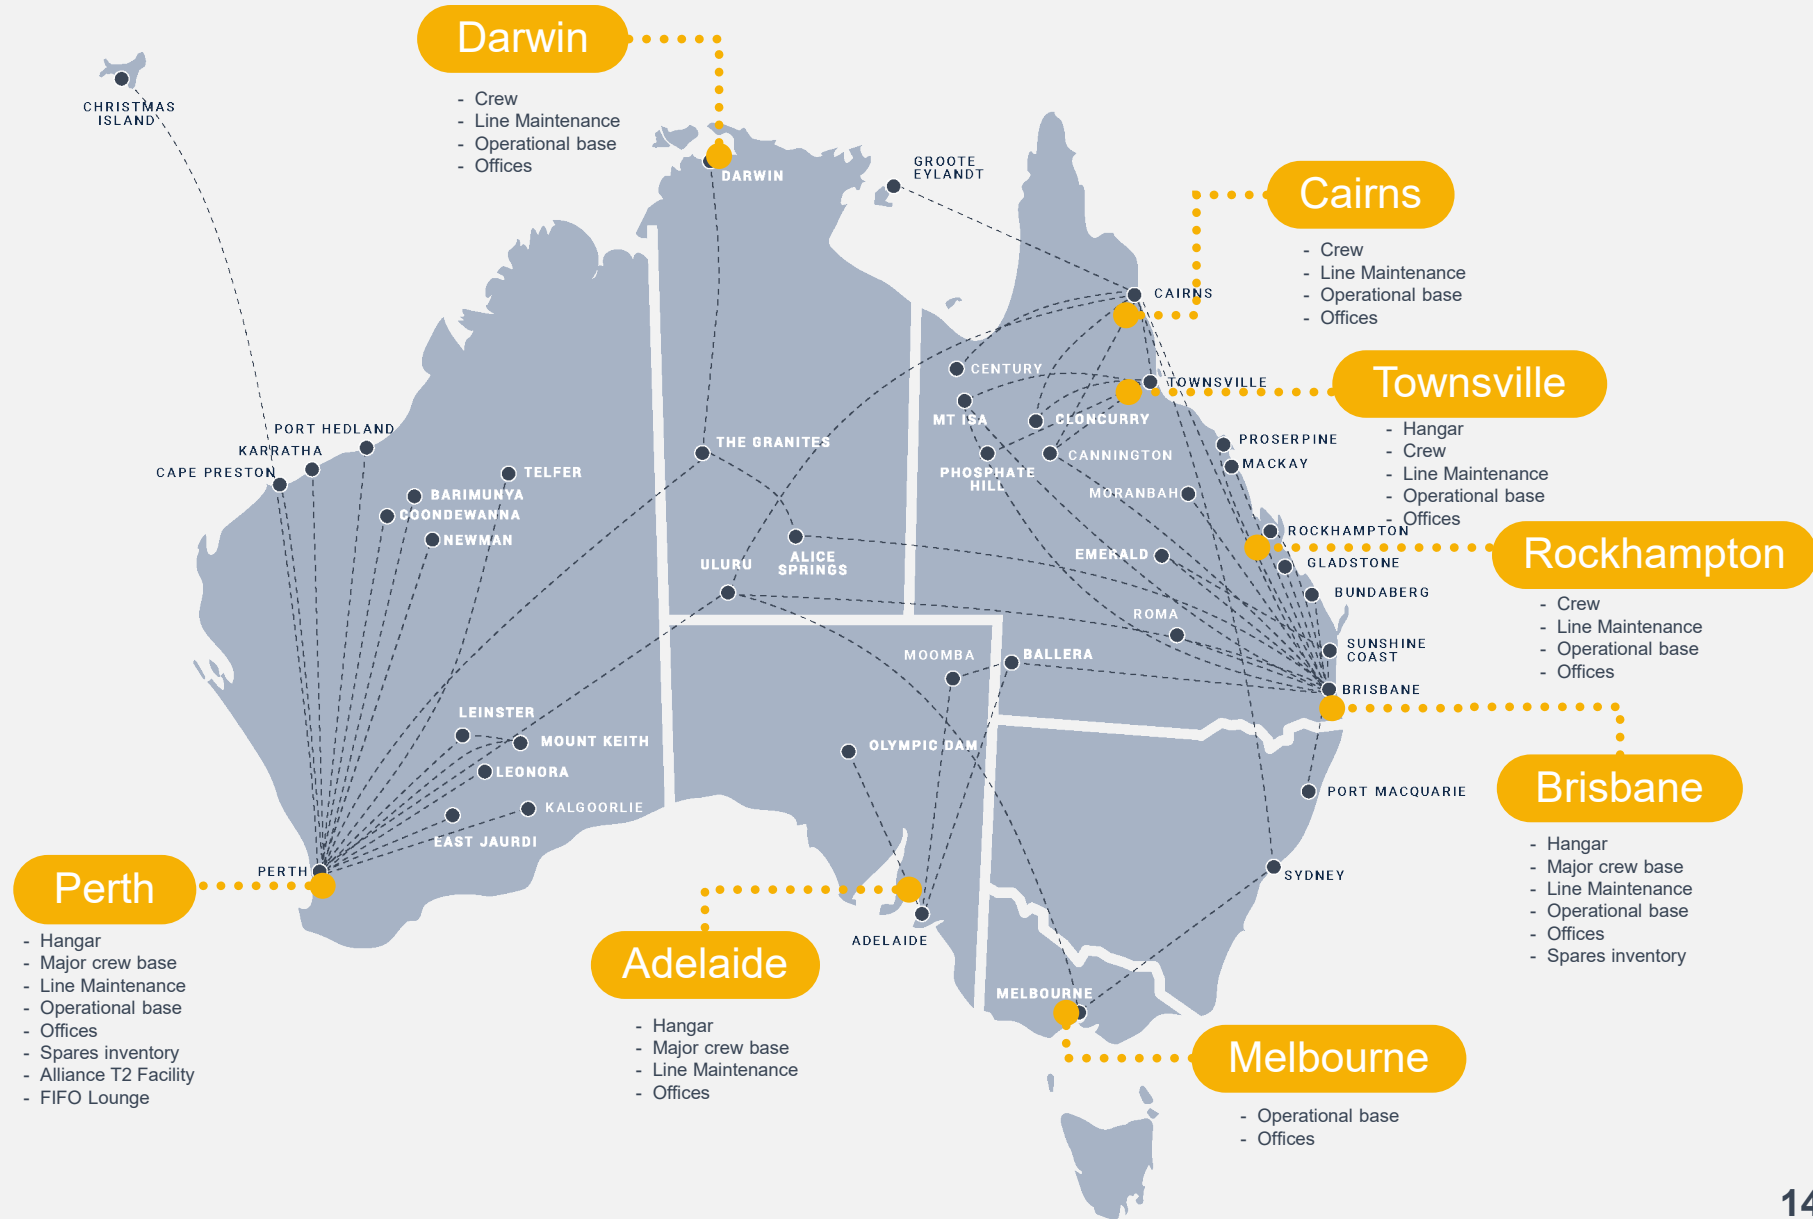 Darwin
- Crew
- Line Maintenance
- Operational base
- Offices
CHRISTMAS
ISLAND
DARWIN
GROOTE
EYLANDT
Cairns
- Crew
- Line Maintenance
- Operational base
- Offices
CAIRNS
CENTURY
TOWNSVILLE
Townsville
- Hangar
- Crew
- Line Maintenance
- Operational base
- Offices
MT ISA
CLONCURRY
PORT HEDLAND
KARRATHA
CAPE PRESTON
TELFER
BARIMUNYA
COONDEWANNA
NEWMAN
THE GRANITES
PHOSPHATE
HILL
CANNINGTON
PROSERPINE
MACKAY
MORANBAH
ROCKHAMPTON
Rockhampton
- Crew
- Line Maintenance
- Operational base
- Offices
ULURU
ALICE
SPRINGS
EMERALD
GLADSTONE
BUNDABERG
ROMA
SUNSHINE
COAST
MOOMBA
BALLERA
BRISBANE
LEINSTER
MOUNT KEITH
LEONORA
KALGOORLIE
EAST JAURDI
OLYMPIC DAM
PORT MACQUARIE
Brisbane
- Hangar
- Major crew base
- Line Maintenance
- Operational base
- Offices
- Spares inventory
PERTH
Perth
- Hangar
- Major crew base
- Line Maintenance
- Operational base
- Offices
- Spares inventory
- Alliance T2 Facility
- FIFO Lounge
SYDNEY
ADELAIDE
Adelaide
- Hangar
- Major crew base
- Line Maintenance
- Offices
MELBOURNE
Melbourne
- Operational base
- Offices
14